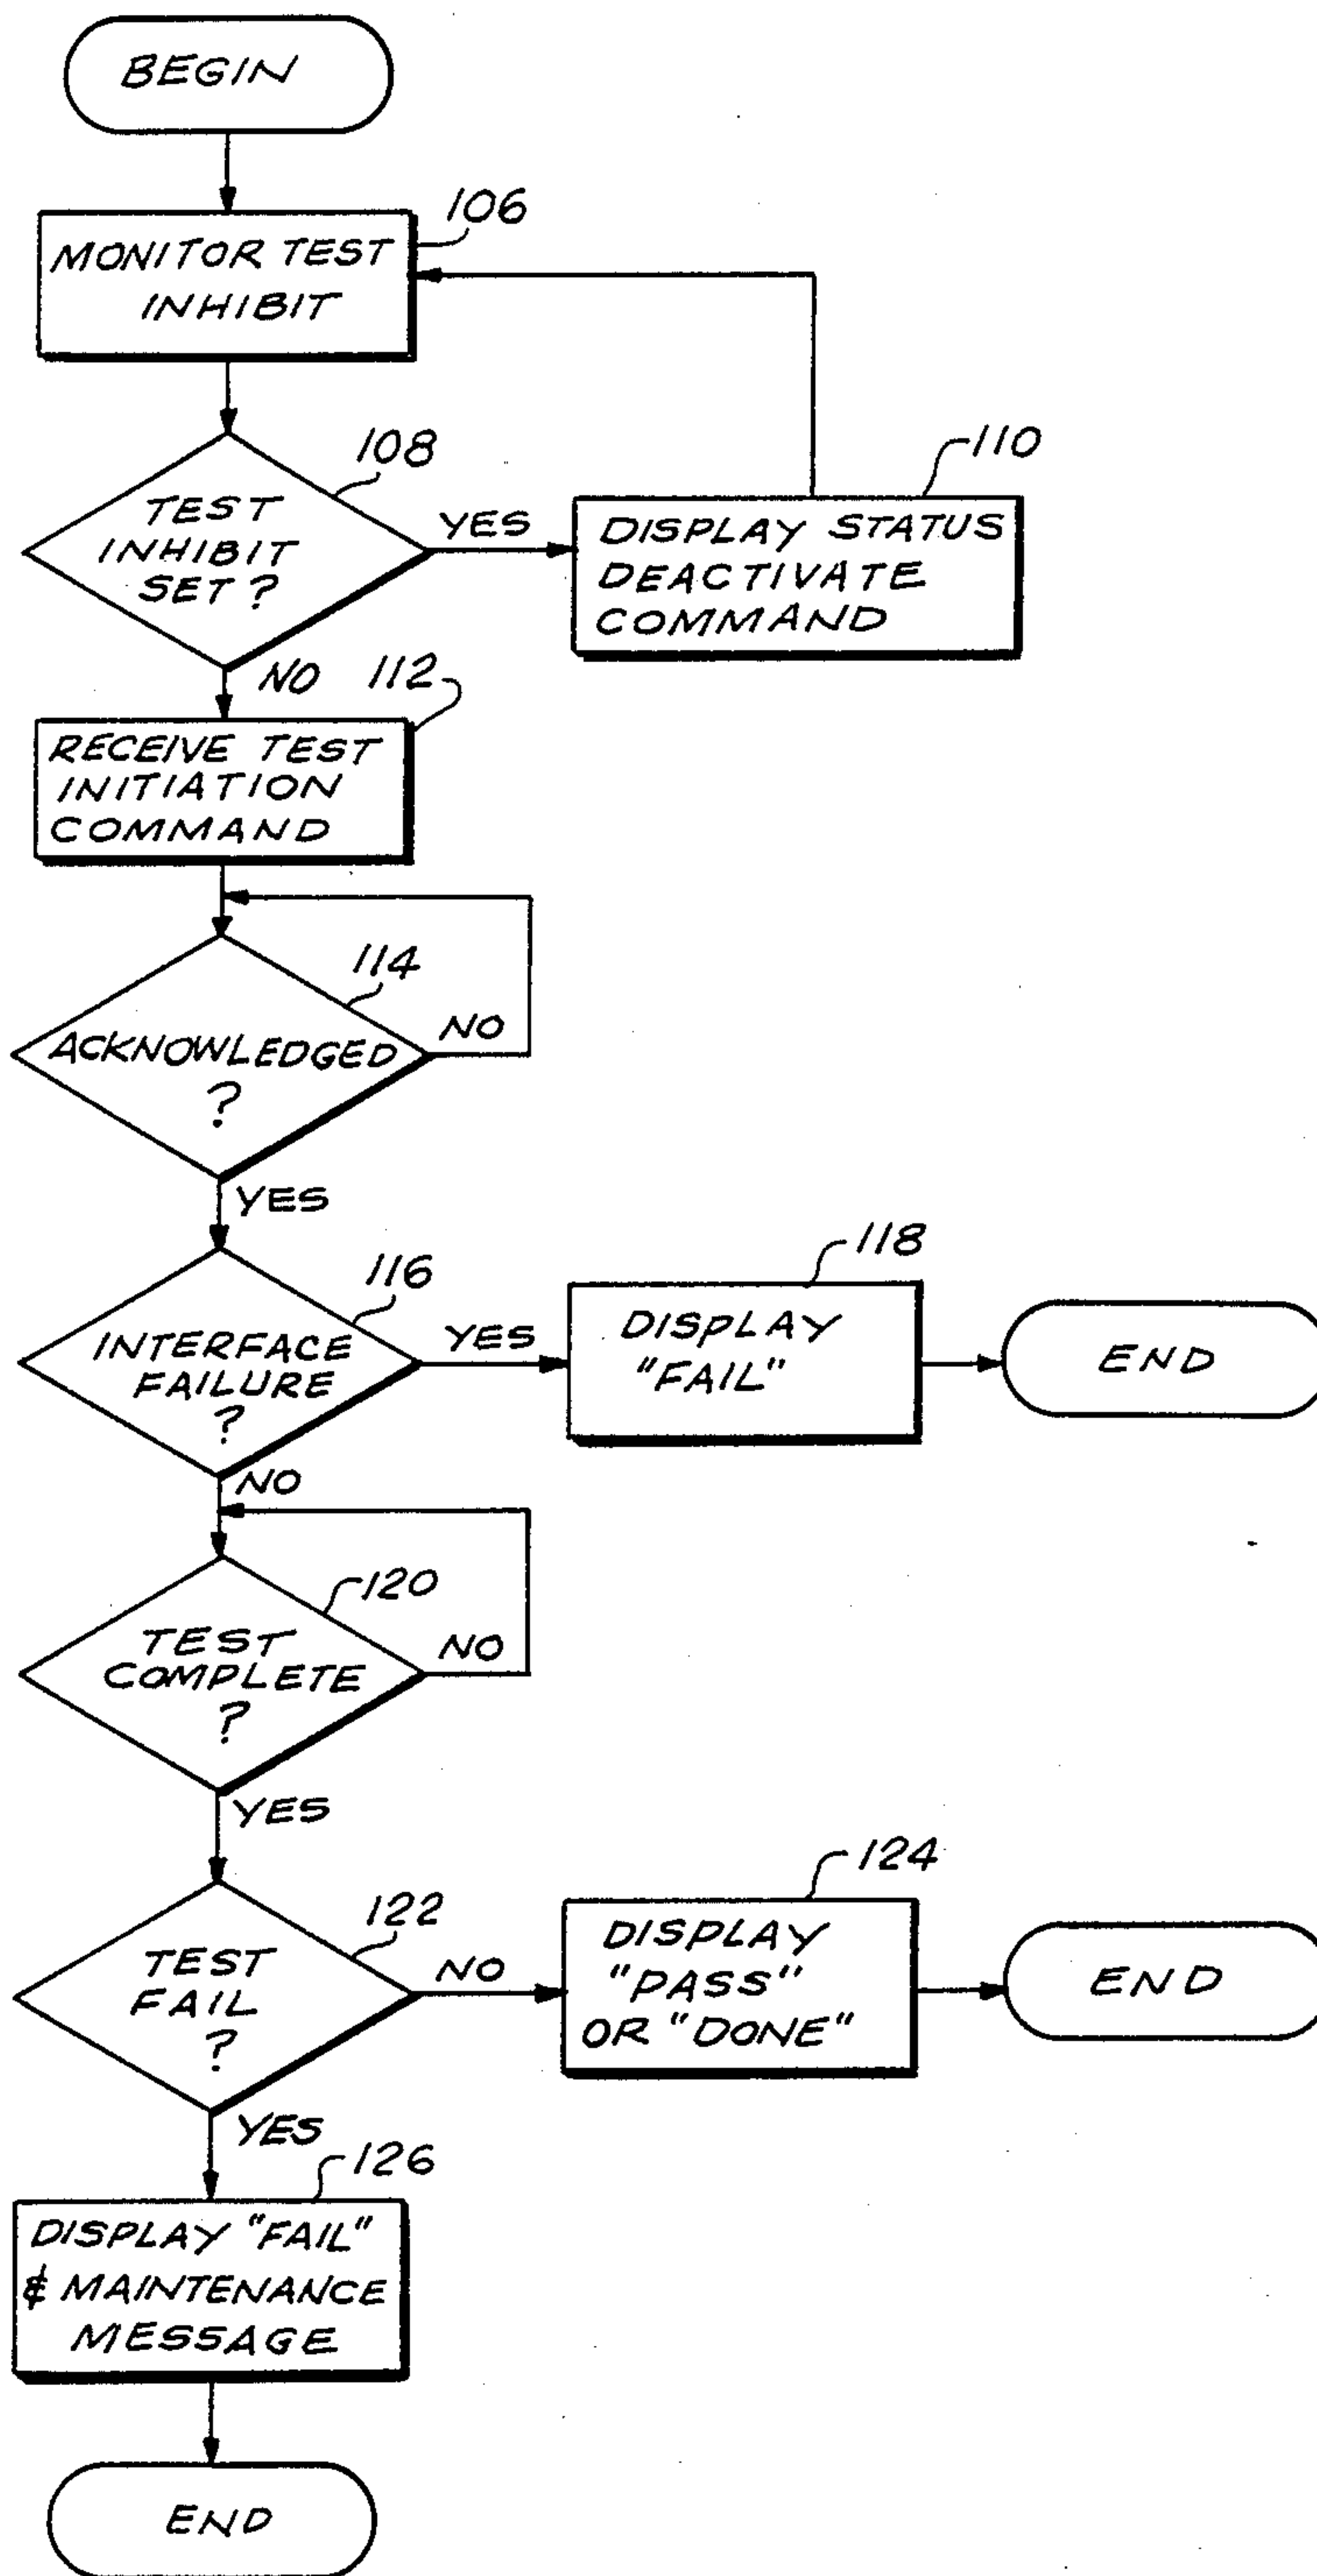 BEGIN
106
MONITOR TEST
INHIBIT
108
TEST
INHIBIT
SET?
YES
110
DISPLAY STATUS
DEACTIVATE
COMMAND
NO
112
RECEIVE TEST
INITIATION
COMMAND
114
ACKNOWLEDGED
?
NO
YES
116
INTERFACE
FAILURE
?
YES
118
DISPLAY
"FAIL"
END
NO
120
TEST
COMPLETE
?
NO
YES
122
TEST
FAIL
?
NO
124
DISPLAY
"PASS"
OR "DONE"
END
YES
126
DISPLAY "FAIL"
& MAINTENANCE
MESSAGE
END